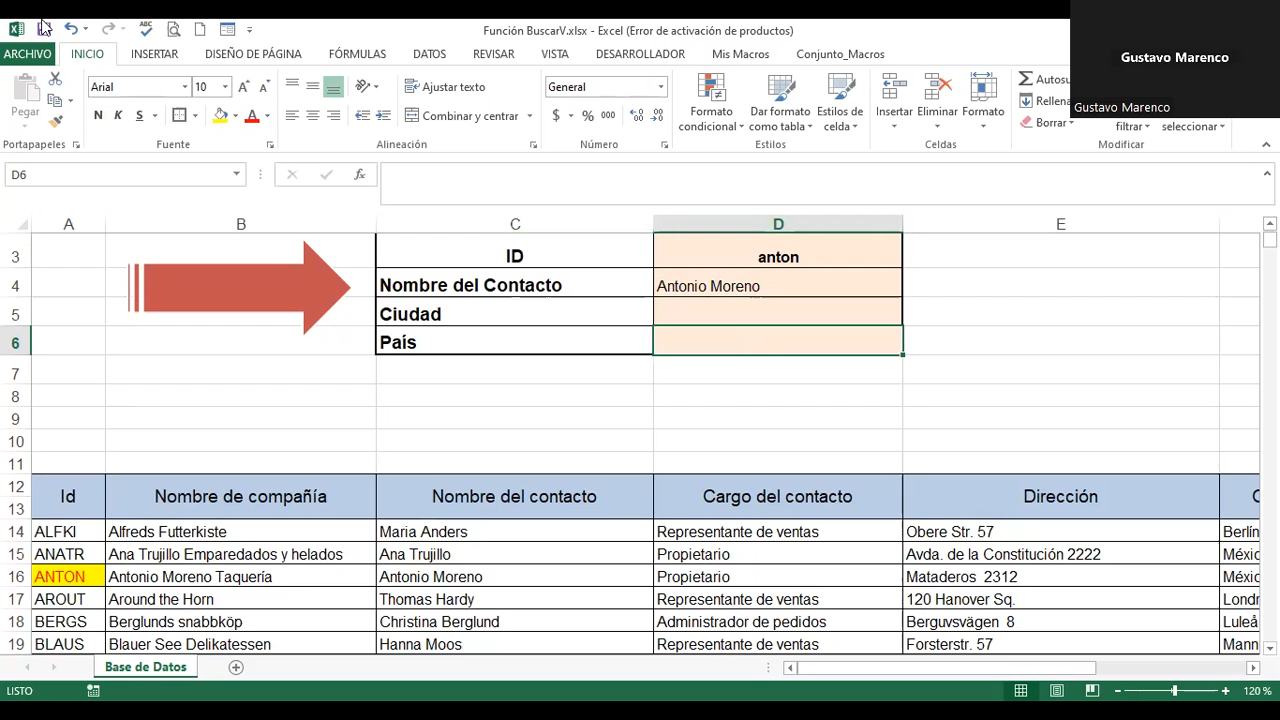 Función BuscarV.xlsx - Excel (Error de activación de productos)
Gustavo Marenco
Gustavo Marenco
ARCHIVO INICIO INSERTAR DISEÑO DE PÁGINA FÓRMULAS DATOS REVISAR VISTA DESARROLLADOR Mis Macros Conjunto_Macros
Pegar
Portapapeles
Arial 10
N K S
Fuente
Ajustar texto
Combinar y centrar
Alineación
General
$ % 000
Número
Formato condicional
Dar formato como tabla
Estilos de celda
Estilos
Insertar Eliminar Formato
Celdas
Autosu
Rellena
Borrar
filtrar
seleccionar
Modificar
D6
A B C D E
3 ID anton
4 Nombre del Contacto Antonio Moreno
5 Ciudad
6 País
7
8
9
10
11
12 Id Nombre de compañía Nombre del contacto Cargo del contacto Dirección C
13
14 ALFKI Alfreds Futterkiste Maria Anders Representante de ventas Obere Str. 57 Berlín
15 ANATR Ana Trujillo Emparedados y helados Ana Trujillo Propietario Avda. de la Constitución 2222 Méxic
16 ANTON Antonio Moreno Taquería Antonio Moreno Propietario Mataderos 2312 Méxic
17 AROUT Around the Horn Thomas Hardy Representante de ventas 120 Hanover Sq. Londr
18 BERGS Berglunds snabbköp Christina Berglund Administrador de pedidos Berguvsvägen 8 Luleå
19 BLAUS Blauer See Delikatessen Hanna Moos Representante de ventas Forsterstr. 57 Mann
Base de Datos
LISTO
120 %